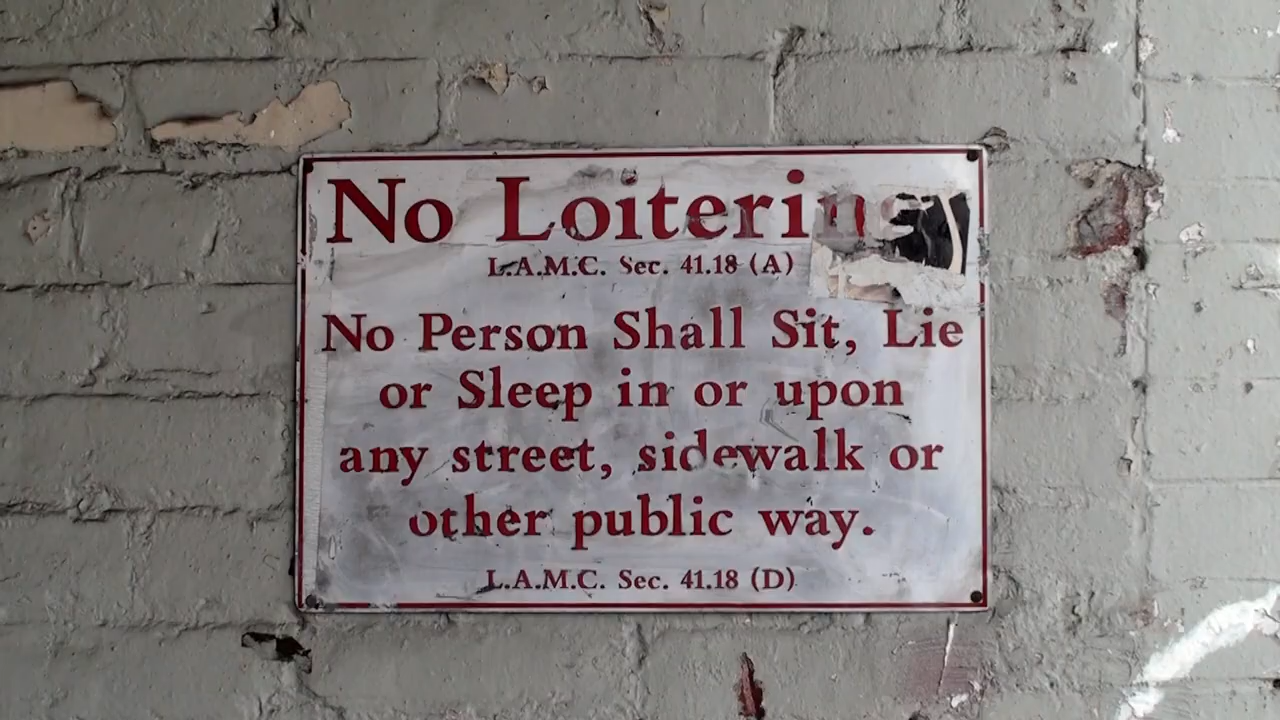 No Loitering
L.A.M.C. Sec. 41.18 (A)
No Person Shall Sit, Lie
or Sleep in or upon
any street, sidewalk or
other public way.
L.A.M.C. Sec. 41.18 (D)